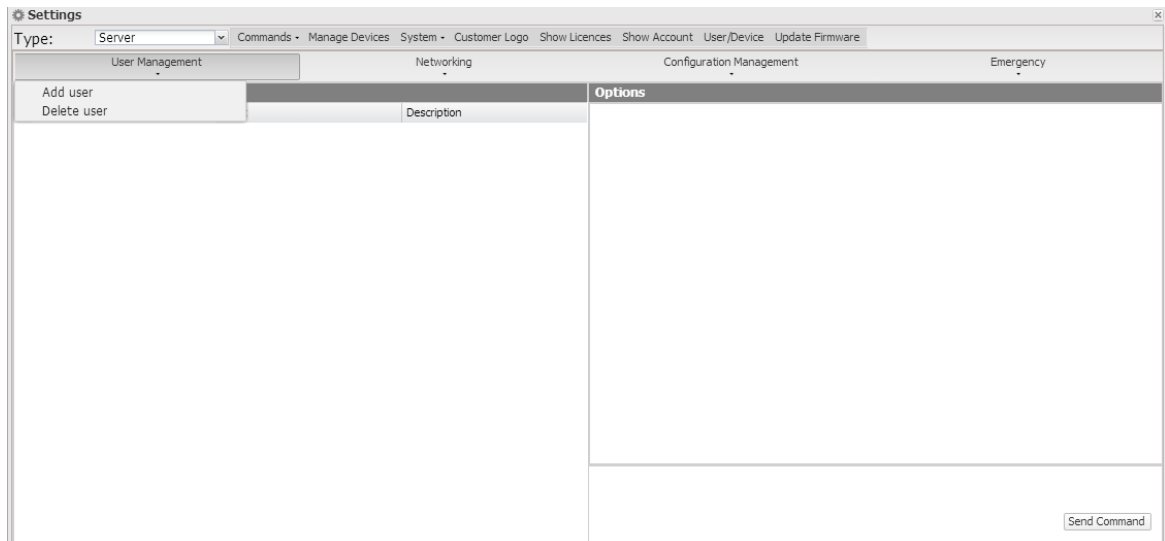 Settings
Type: Server Commands Manage Devices System Customer Logo Show Licences Show Account User/Device Update Firmware
User Management Networking Configuration Management Emergency
Add user
Options
Delete user
Description
Send Command